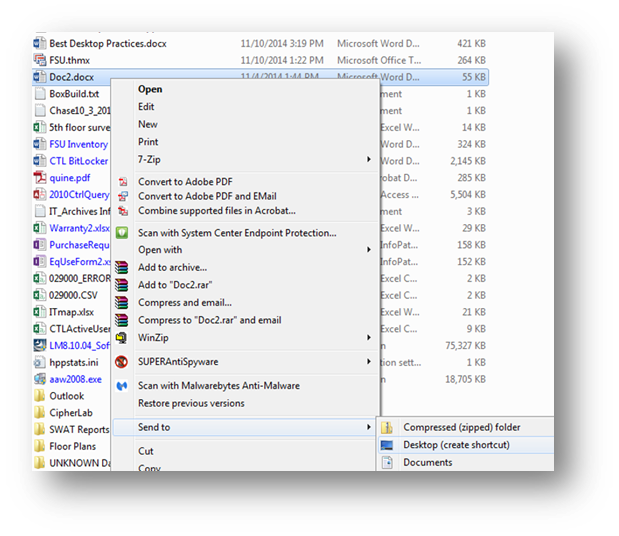 Best Desktop Practices.docx 11/10/2014 3:19 PM Microsoft Word D... 421 KB
FSU.thmx 11/10/2014 1:22 PM Microsoft Office T... 264 KB
Doc2.docx 11/4/2014 1:44 PM Microsoft Word D... 55 KB
Open
BoxBuild.txt ment 1 KB
Edit
Chase10_3_201 ment 1 KB
New
5th floor surve Excel W... 14 KB
Print
FSU Inventory Word D... 324 KB
7-Zip
CTL BitLocker Word D... 2,145 KB
quine.pdf robat D... 285 KB
Convert to Adobe PDF
2010CtrlQuery Access ... 5,504 KB
Convert to Adobe PDF and EMail
IT_Archives Inf ment 3 KB
Combine supported files in Acrobat...
Warranty2.xlsx Excel W... 19 KB
Scan with System Center Endpoint Protection...
PurchaseRequ InfoPat... 158 KB
Open with
EqUseForm2.x InfoPat... 152 KB
Add to archive...
029000_ERROR Excel C... 2 KB
Add to "Doc2.rar"
029000.CSV Excel C... 2 KB
Compress and email...
ITmap.xlsx Excel W... 21 KB
Compress to "Doc2.rar" and email
CTLActiveUser Excel C... 9 KB
WinZip
LM8.10.04_Soft n 75,327 KB
hppstats.ini tion sett... 4 KB
SUPERAntiSpyware
aaw2008.exe n 18,705 KB
Scan with Malwarebytes Anti-Malware
Outlook
Restore previous versions
CipherLab
SWAT Reports
Send to
Compressed (zipped) folder
Floor Plans
Desktop (create shortcut)
Cut
UNKNOWN Da
Documents
Copy